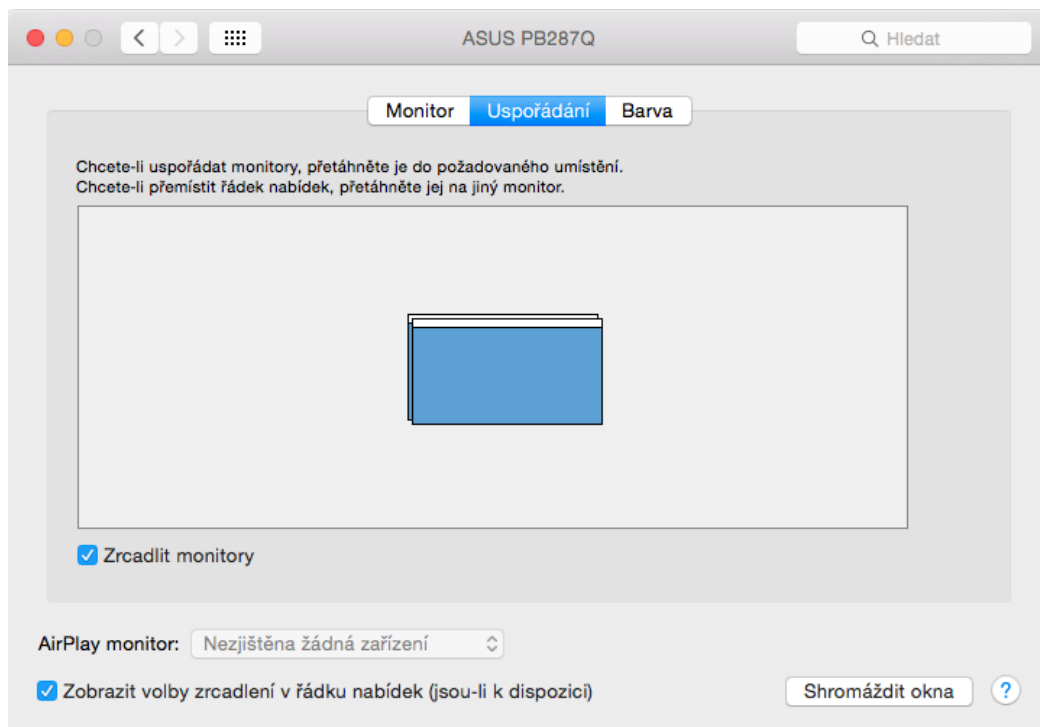 ASUS PB287Q
Hledat
Monitor Uspořádání Barva
Chcete-li uspořádat monitory, přetáhněte je do požadovaného umístění.
Chcete-li přemístit řádek nabídek, přetáhněte jej na jiný monitor.
Zrcadlit monitory
AirPlay monitor: Nezjištěna žádná zařízení
Zobrazit volby zrcadlení v řádku nabídek (jsou-li k dispozici)
Shromáždit okna ?